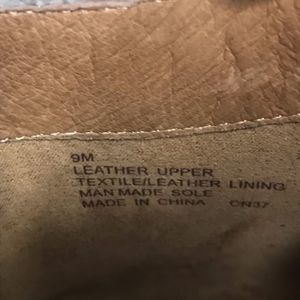 9M
LEATHER UPPER
TEXTILE/LEATHER LINING
MAN MADE SOLE
MADE IN CHINA CN37